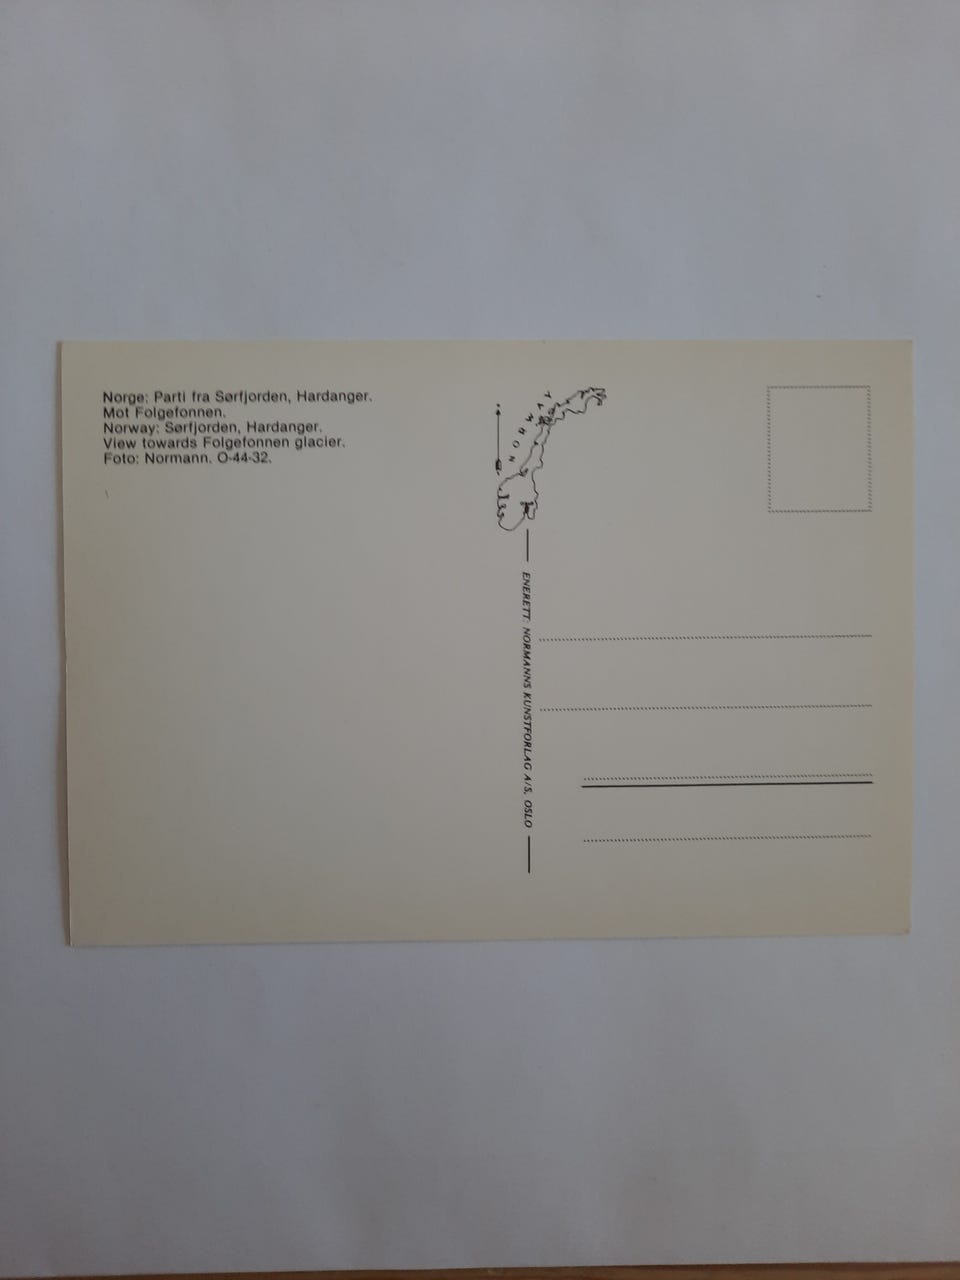 Norge: Parti fra Sørfjorden, Hardanger.
Mot Folgefonnen.
Norway: Sørfjorden, Hardanger.
View towards Folgefonnen glacier.
Foto: Normann. O-44-32.
NORWAY
ENERETT: NORMANNS KUNSTFORLAG A/S, OSLO